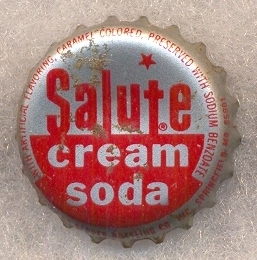 Salute®
cream
soda
ARTIFICIAL FLAVORING, CARAMEL COLORED, PRESERVED WITH SODIUM BENZOATE